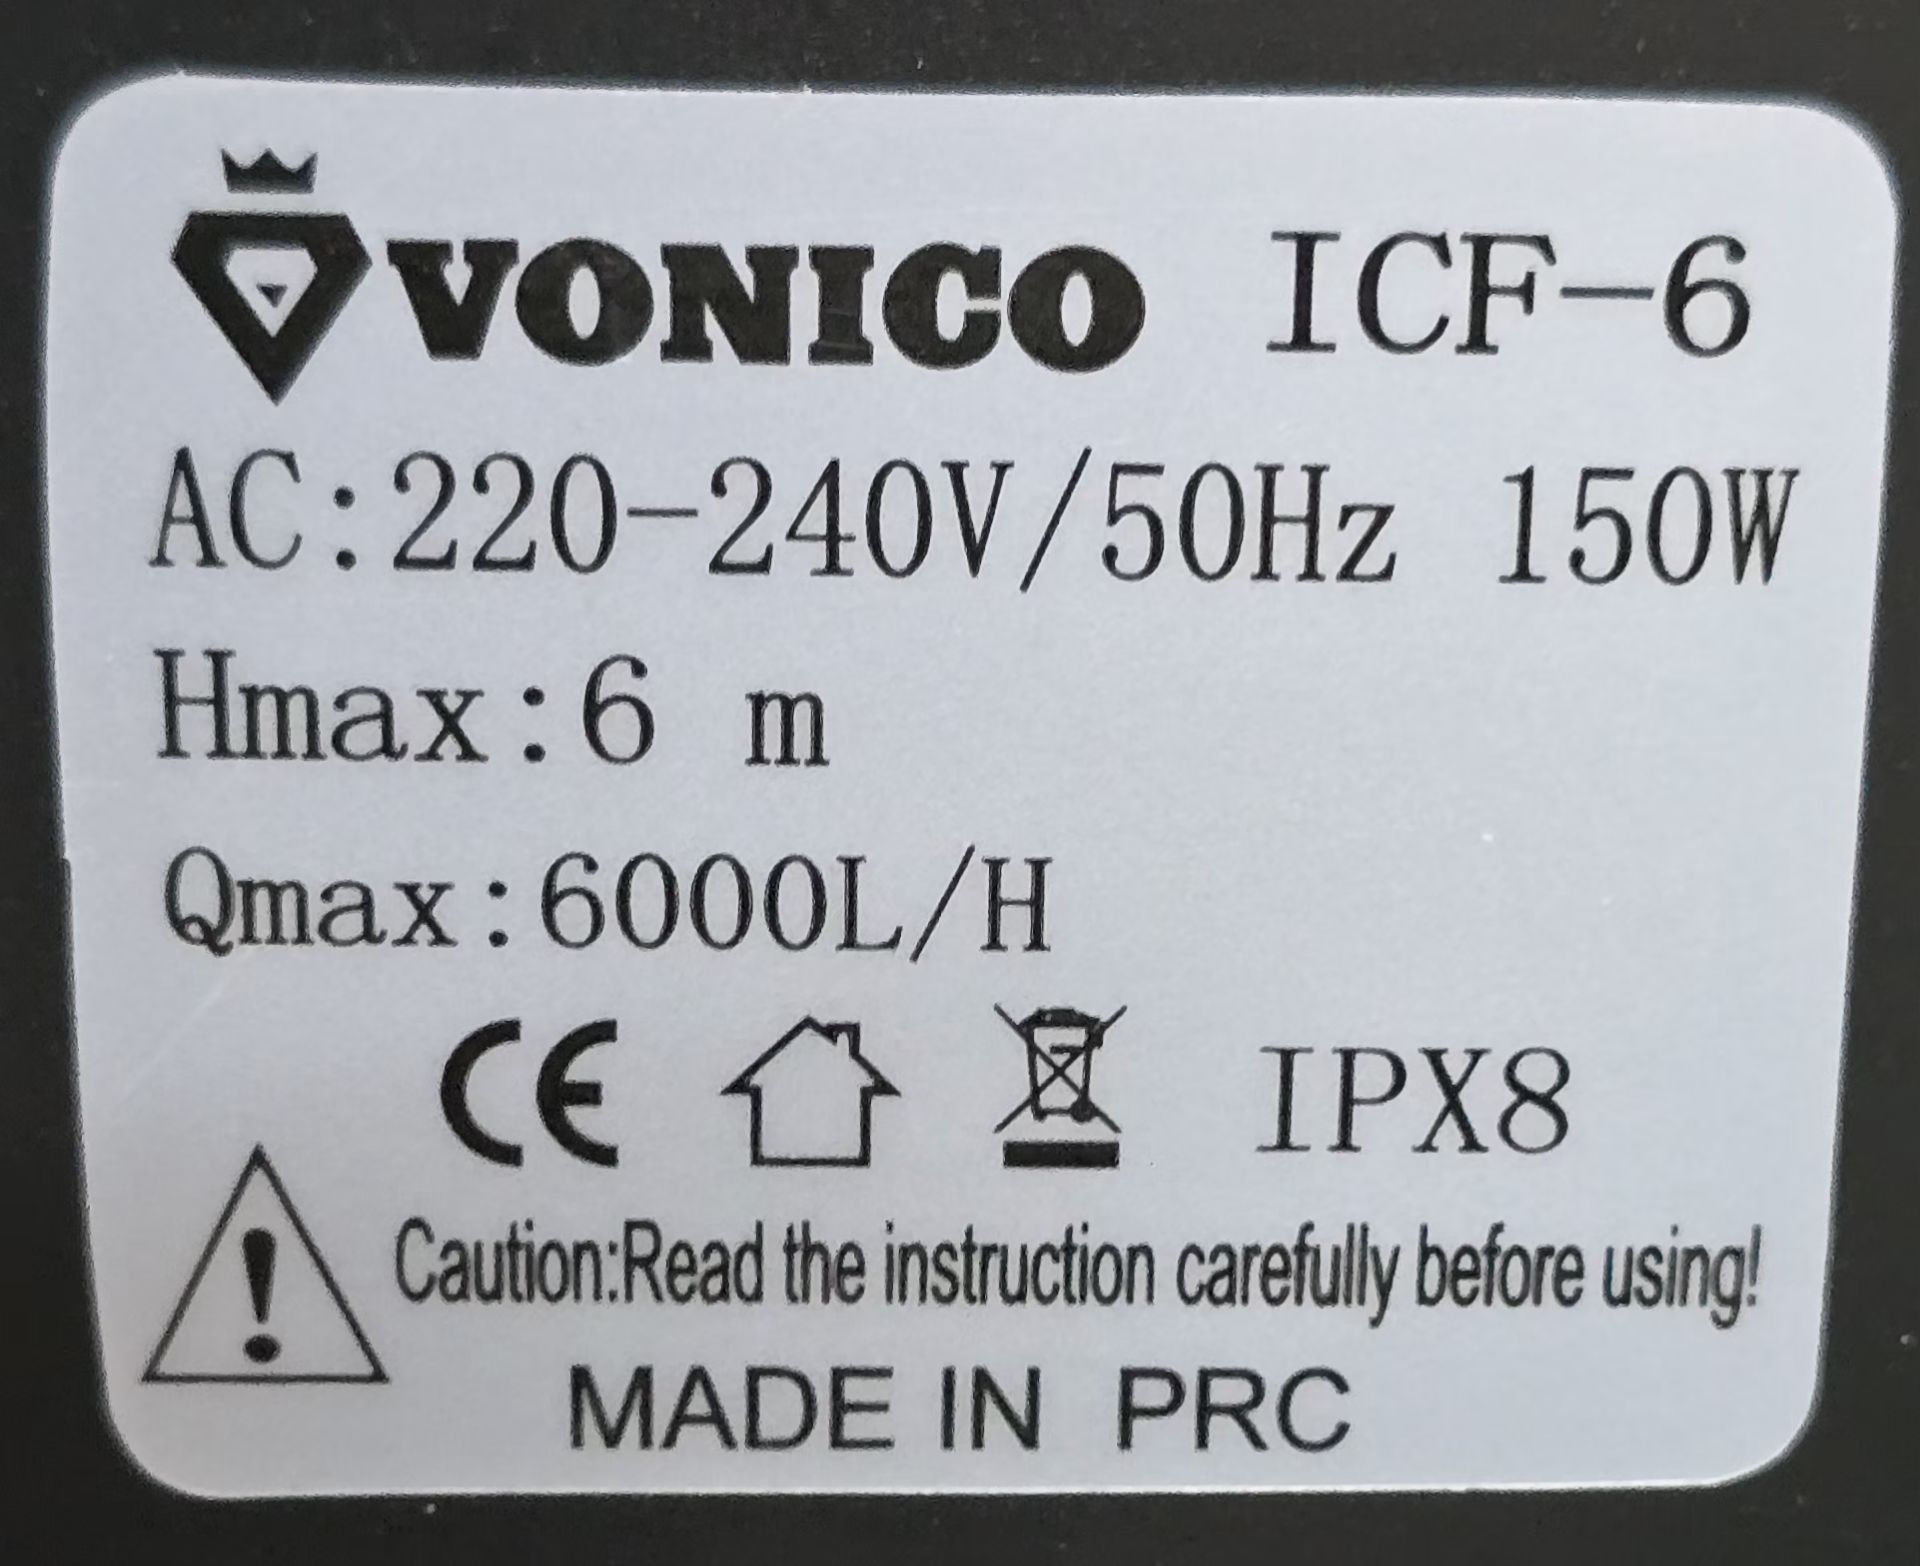 VONICO ICF-6
AC:220-240V/50Hz 150W
Hmax:6 m
Qmax:6000L/H
CE IPX8
Caution:Read the instruction carefully before using!
MADE IN PRC